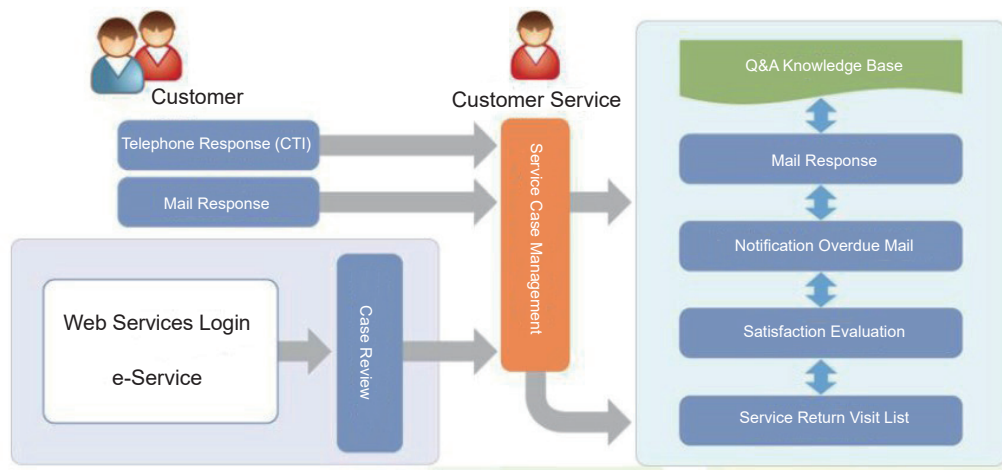 Customer
Customer Service
Telephone Response (CTI)
Mail Response
Web Services Login
e-Service
Case Review
Service Case Management
Q&A Knowledge Base
Mail Response
Notification Overdue Mail
Satisfaction Evaluation
Service Return Visit List